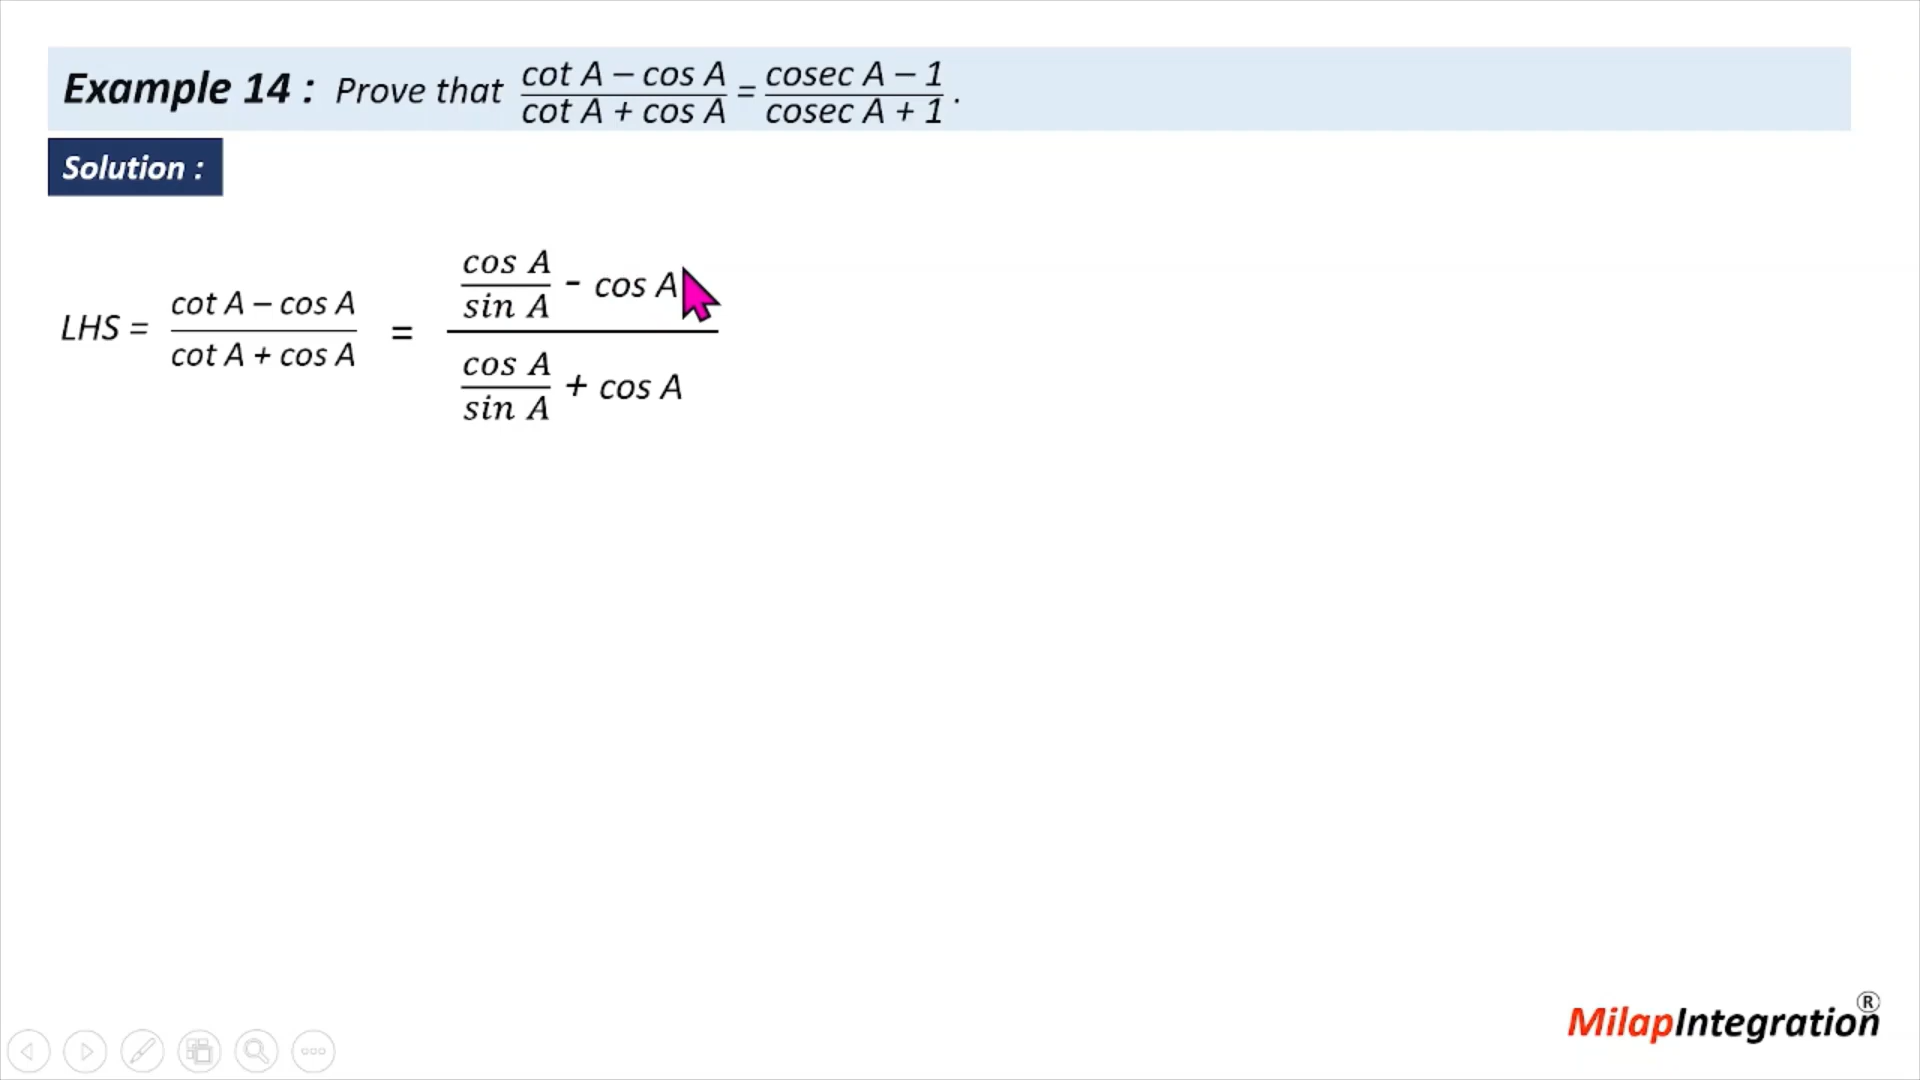 Example 14 : Prove that (cot A – cos A)/(cot A + cos A) = (cosec A – 1)/(cosec A + 1) .
Solution :
LHS = (cot A – cos A)/(cot A + cos A) = (cos A/sin A - cos A)/(cos A/sin A + cos A)
MilapIntegration®